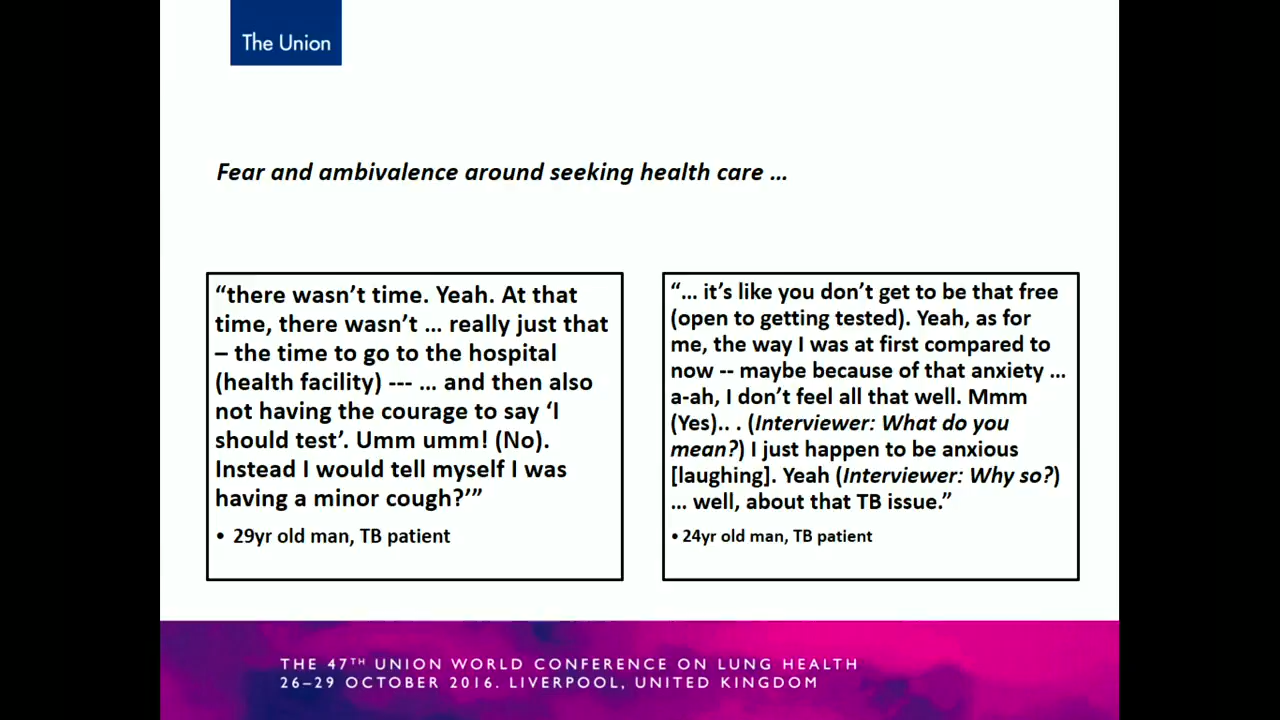 The Union
Fear and ambivalence around seeking health care …
“there wasn’t time. Yeah. At that
time, there wasn’t … really just that
– the time to go to the hospital
(health facility) --- … and then also
not having the courage to say ‘I
should test’. Umm umm! (No).
Instead I would tell myself I was
having a minor cough?’”
• 29yr old man, TB patient
“… it’s like you don’t get to be that free
(open to getting tested). Yeah, as for
me, the way I was at first compared to
now -- maybe because of that anxiety …
a-ah, I don’t feel all that well. Mmm
(Yes).. . (Interviewer: What do you
mean?) I just happen to be anxious
[laughing]. Yeah (Interviewer: Why so?)
… well, about that TB issue.”
• 24yr old man, TB patient
THE 47TH UNION WORLD CONFERENCE ON LUNG HEALTH
26–29 OCTOBER 2016. LIVERPOOL, UNITED KINGDOM